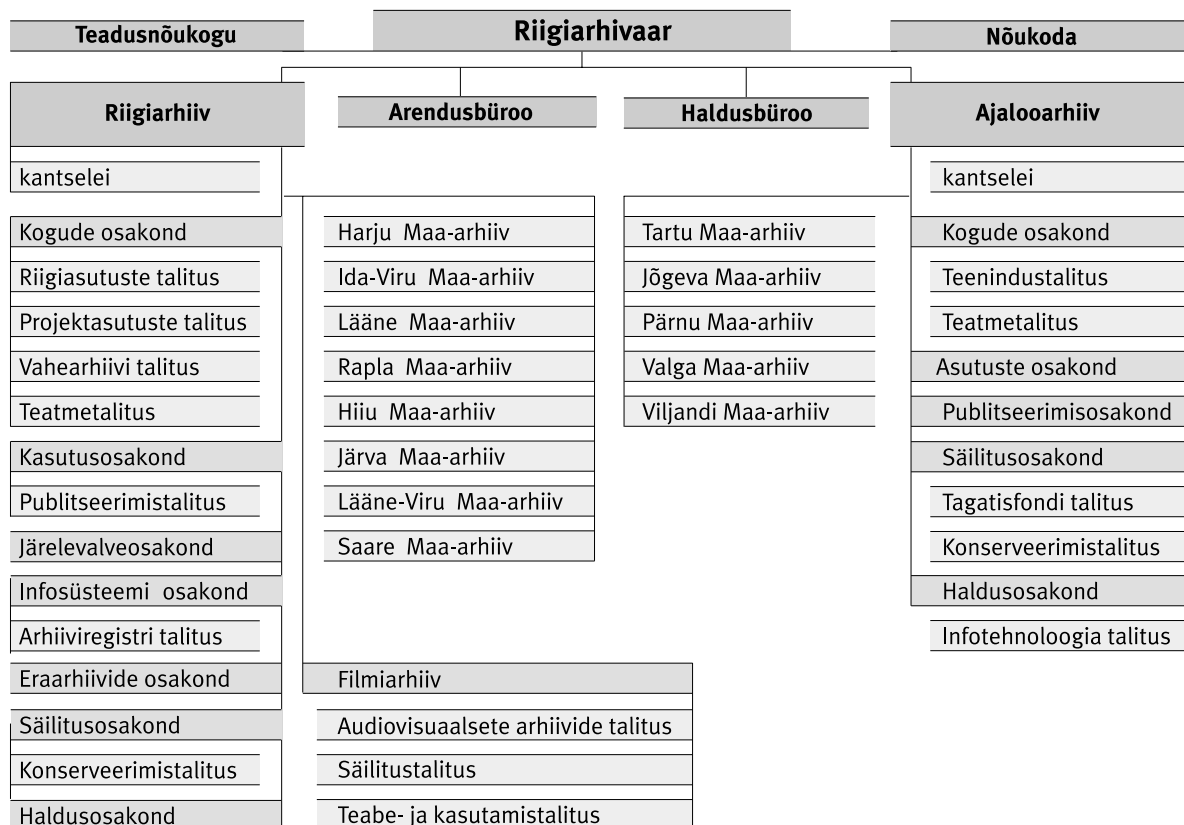 Teadusnõukogu
Riigiarhivaar
Nõukoda
Riigiarhiiv
Arendusbüroo
Haldusbüroo
Ajalooarhiiv
kantselei
Kogude osakond
Riigiasutuste talitus
Projektasutuste talitus
Vahearhiivi talitus
Teatmetalitus
Kasutusosakond
Publitseerimistalitus
Järelevalveosakond
Infosüsteemi osakond
Arhiiviregistri talitus
Eraarhiivide osakond
Säilitusosakond
Konserveerimistalitus
Haldusosakond
Harju Maa-arhiiv
Ida-Viru Maa-arhiiv
Lääne Maa-arhiiv
Rapla Maa-arhiiv
Hiiu Maa-arhiiv
Järva Maa-arhiiv
Lääne-Viru Maa-arhiiv
Saare Maa-arhiiv
Filmiarhiiv
Audiovisuaalsete arhiivide talitus
Säilitustalitus
Teabe- ja kasutamistalitus
Tartu Maa-arhiiv
Jõgeva Maa-arhiiv
Pärnu Maa-arhiiv
Valga Maa-arhiiv
Viljandi Maa-arhiiv
kantselei
Kogude osakond
Teenindustalitus
Teatmetalitus
Asutuste osakond
Publitseerimisosakond
Säilitusosakond
Tagatisfondi talitus
Konserveerimistalitus
Haldusosakond
Infotehnoloogia talitus